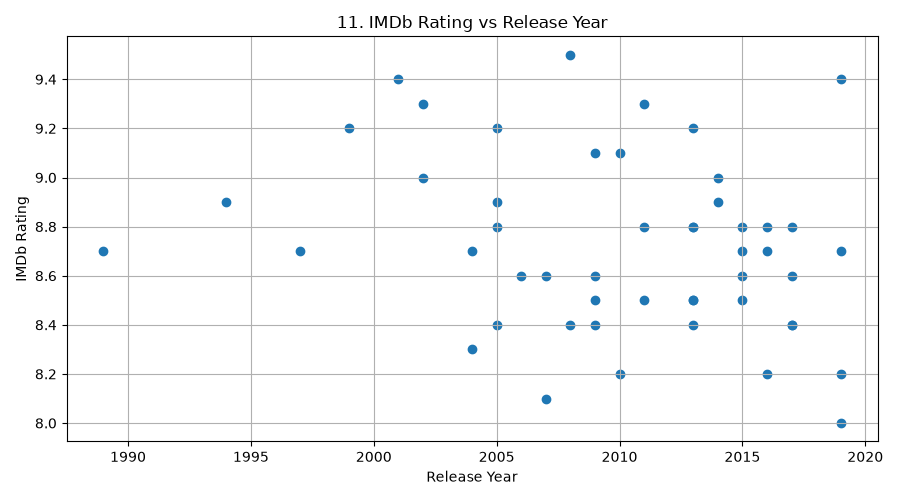 11. IMDb Rating vs Release Year
IMDb Rating
9.4
9.2
9.0
8.8
8.6
8.4
8.2
8.0
1990 1995 2000 2005 2010 2015 2020
Release Year